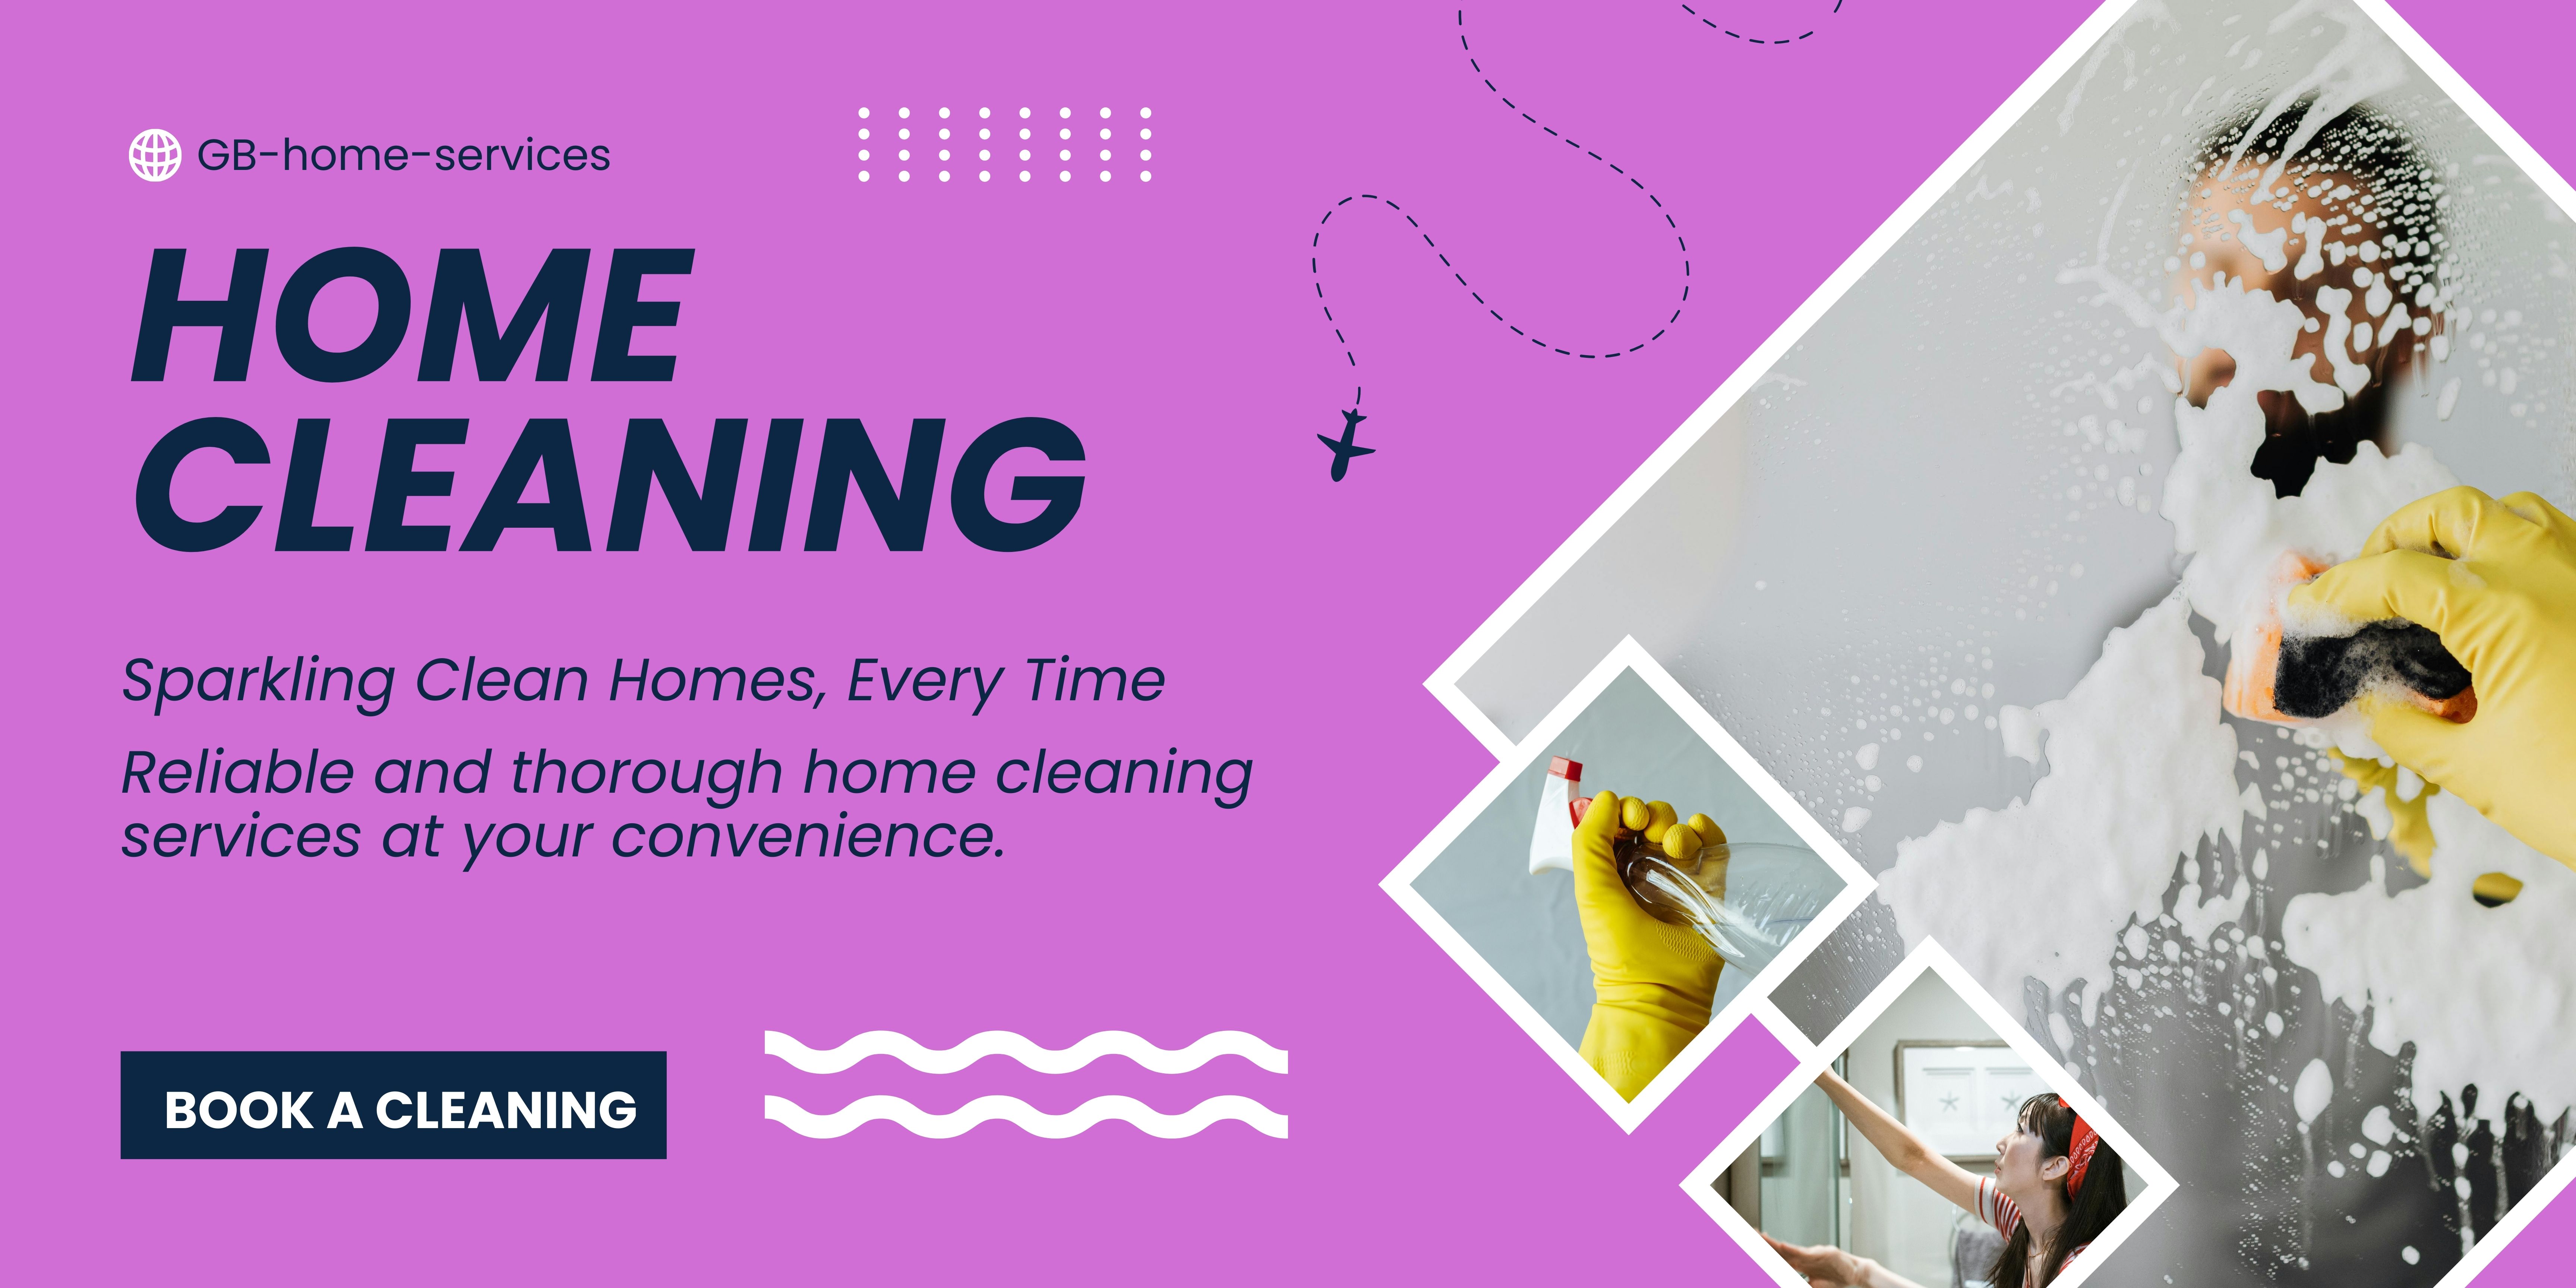 GB-home-services
HOME
CLEANING
Sparkling Clean Homes, Every Time
Reliable and thorough home cleaning
services at your convenience.
BOOK A CLEANING